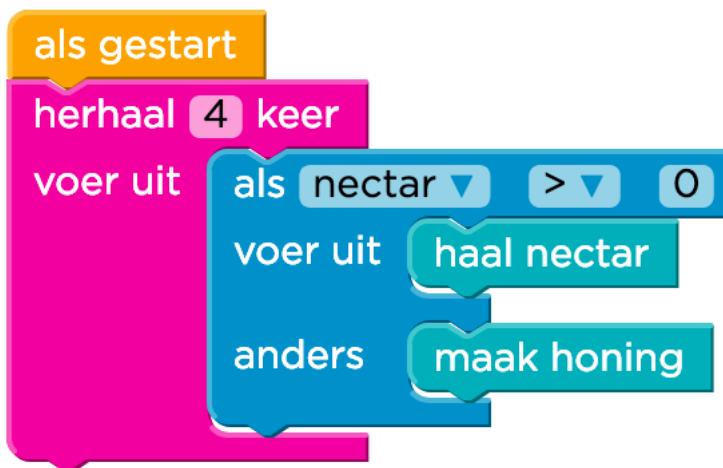 als gestart
herhaal 4 keer
voer uit als nectar ▼ > ▼ 0
voer uit haal nectar
anders maak honing